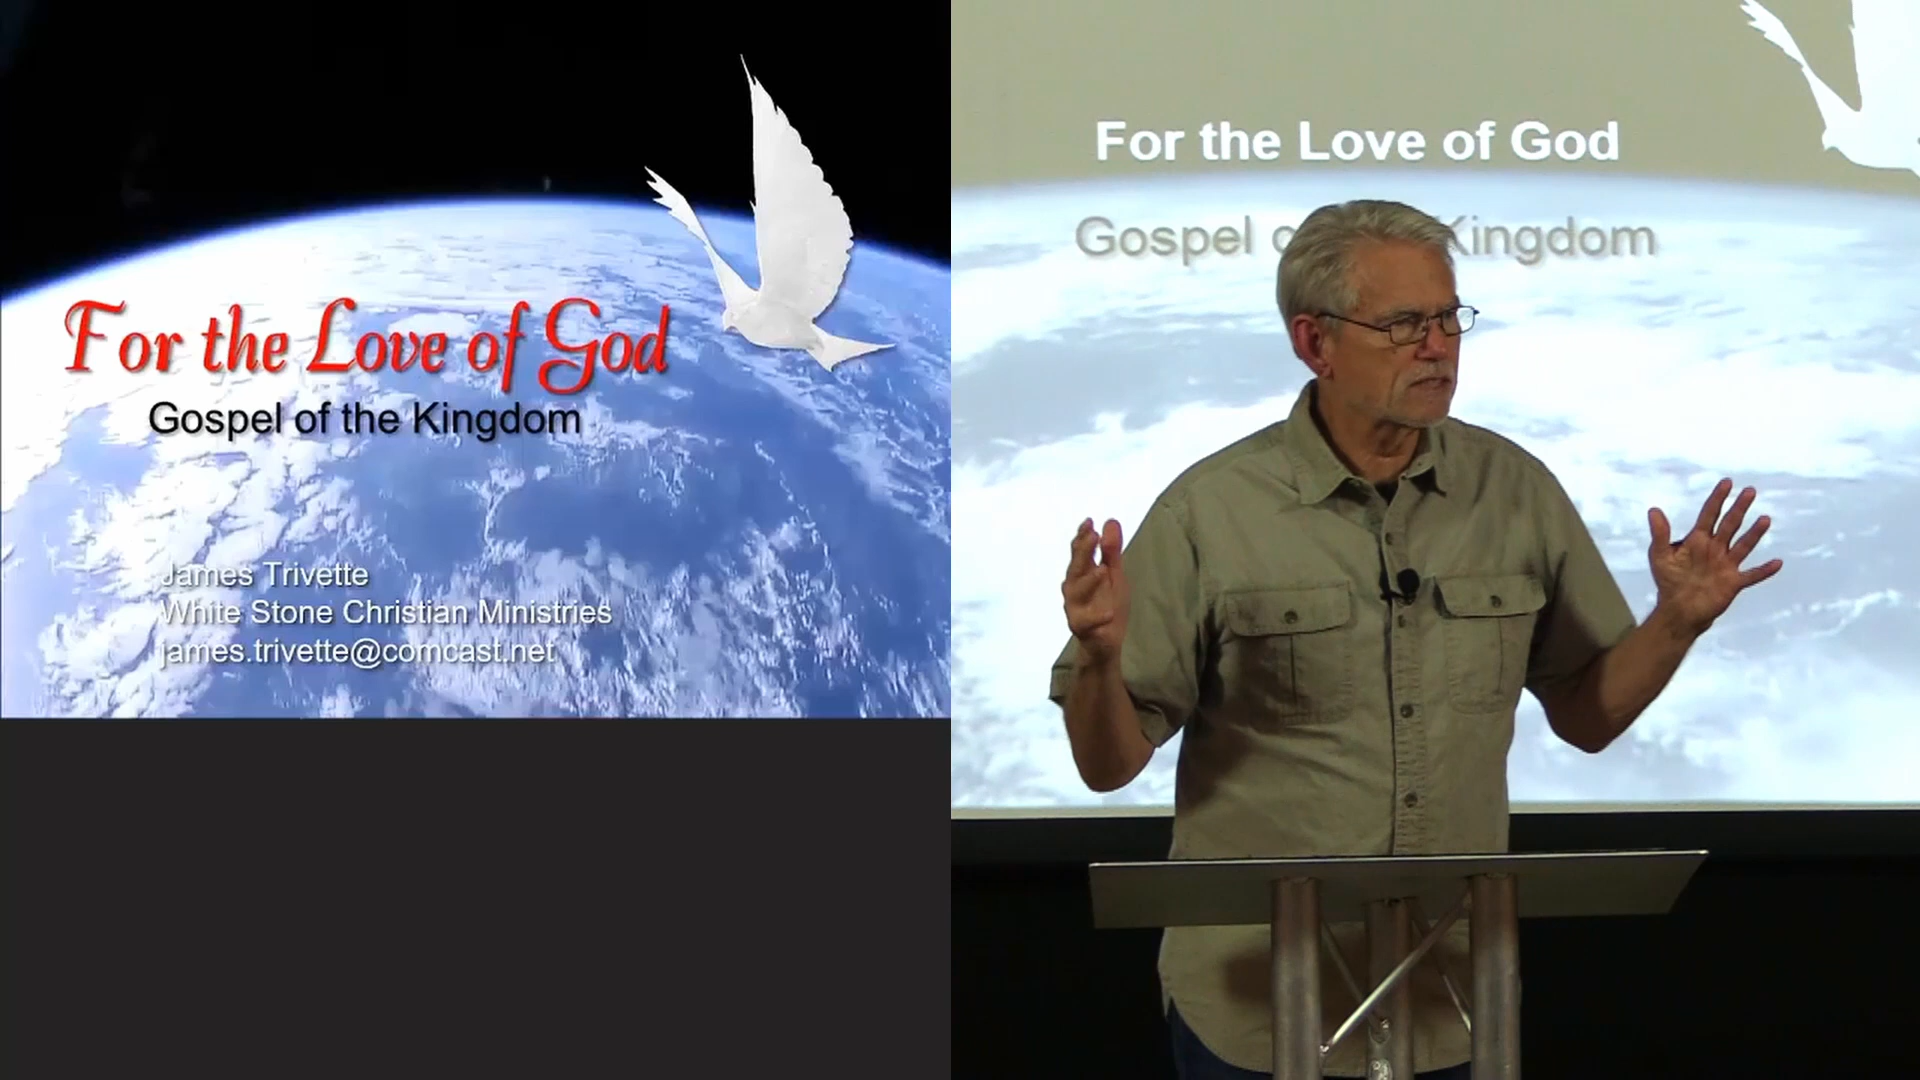 For the Love of God
Gospel of the Kingdom
James Trivette
White Stone Christian Ministries
james.trivette@comcast.net
For the Love of God
Gospel Kingdom